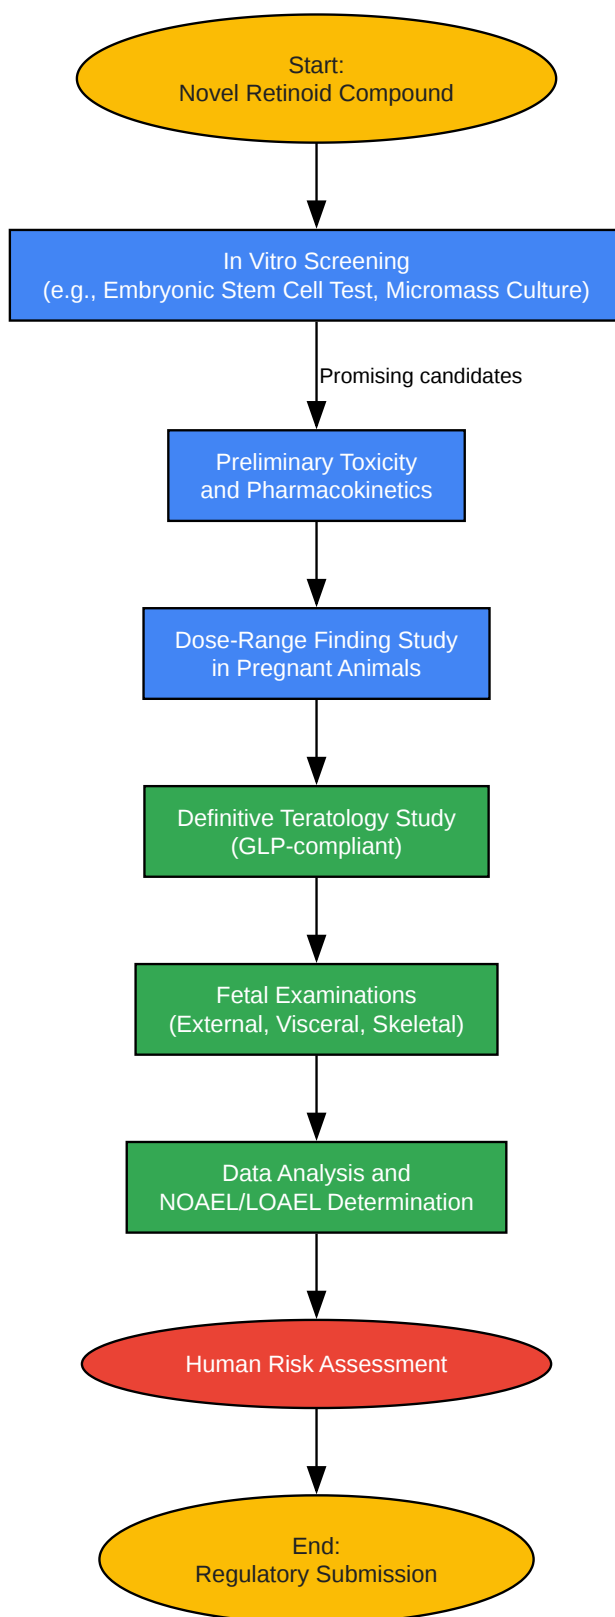 Start:
Novel Retinoid Compound
In Vitro Screening
(e.g., Embryonic Stem Cell Test, Micromass Culture)
Promising candidates
Preliminary Toxicity
and Pharmacokinetics
Dose-Range Finding Study
in Pregnant Animals
Definitive Teratology Study
(GLP-compliant)
Fetal Examinations
(External, Visceral, Skeletal)
Data Analysis and
NOAEL/LOAEL Determination
Human Risk Assessment
End:
Regulatory Submission